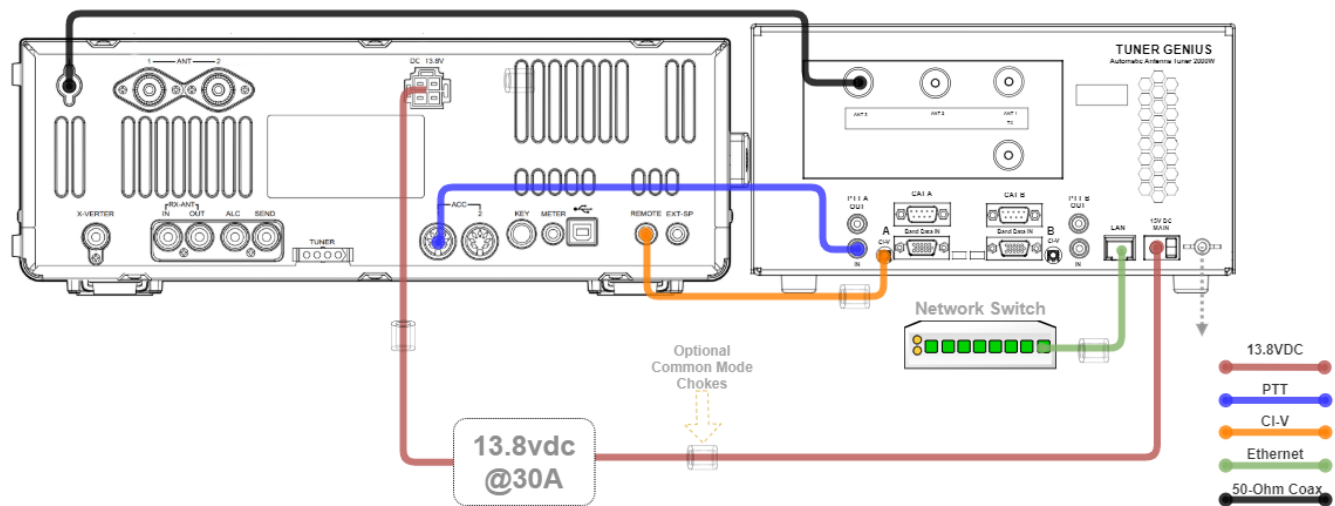 TUNER GENIUS
Automatic Antenna Tuner 2000W
1 ANT 2
DC 13.8V
ANT 2
ANT 1
TX
X-VERTER
RX-ANT
IN OUT ALC SEND
TUNER
ACC
2
KEY METER
REMOTE EXT-SP
PTT A
OUT
IN
A
CI-V
CAT A
Band Data IN
CAT B
Band Data IN
B
CI-V
PTT B
OUT
IN
LAN
15V DC
MAIN
Network Switch
Optional
Common Mode
Chokes
13.8vdc
@30A
13.8VDC
PTT
CI-V
Ethernet
50-Ohm Coax